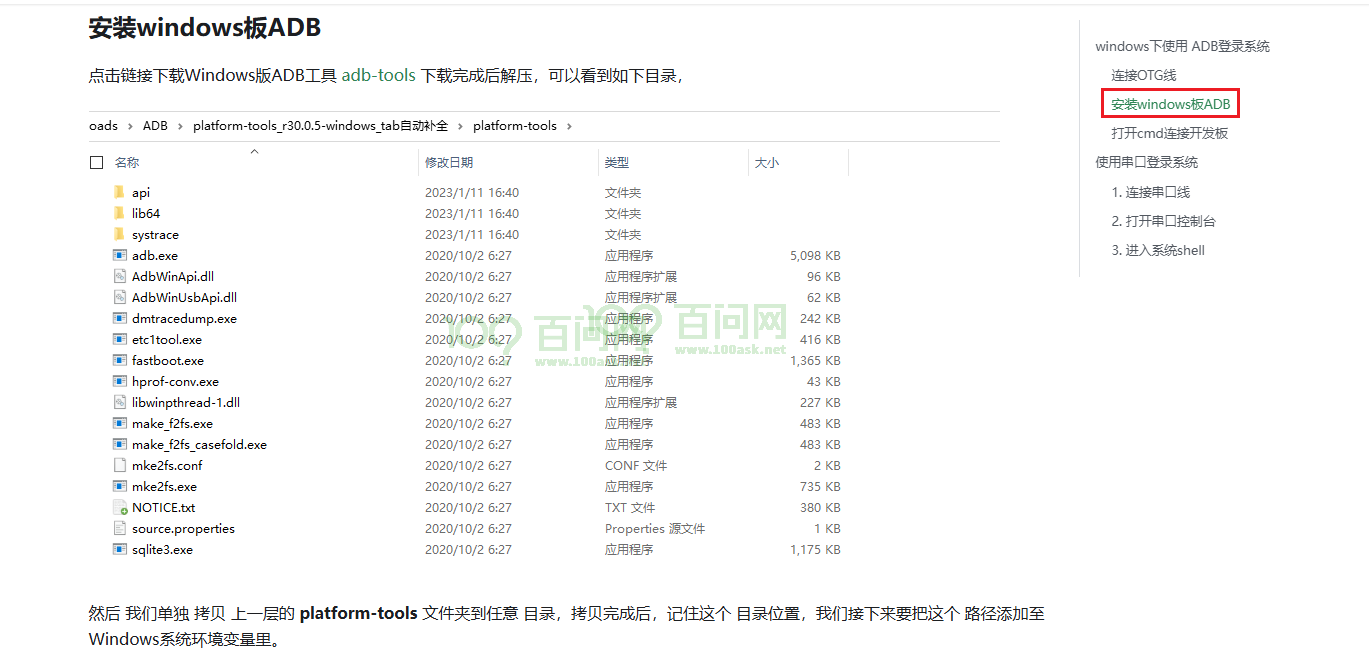 安装windows板ADB
点击链接下载Windows版ADB工具 adb-tools 下载完成后解压，可以看到如下目录，
oads › ADB › platform-tools_r30.0.5-windows_tab自动补全 › platform-tools ›
名称 修改日期 类型 大小
api 2023/1/11 16:40 文件夹
lib64 2023/1/11 16:40 文件夹
systrace 2023/1/11 16:40 文件夹
adb.exe 2020/10/2 6:27 应用程序 5,098 KB
AdbWinApi.dll 2020/10/2 6:27 应用程序扩展 96 KB
AdbWinUsbApi.dll 2020/10/2 6:27 应用程序扩展 62 KB
dmtracedump.exe 2020/10/2 6:27 应用程序 242 KB
etc1tool.exe 2020/10/2 6:27 应用程序 416 KB
fastboot.exe 2020/10/2 6:27 应用程序 1,365 KB
hprof-conv.exe 2020/10/2 6:27 应用程序 43 KB
libwinpthread-1.dll 2020/10/2 6:27 应用程序扩展 227 KB
make_f2fs.exe 2020/10/2 6:27 应用程序 483 KB
make_f2fs_casefold.exe 2020/10/2 6:27 应用程序 483 KB
mke2fs.conf 2020/10/2 6:27 CONF 文件 2 KB
mke2fs.exe 2020/10/2 6:27 应用程序 735 KB
NOTICE.txt 2020/10/2 6:27 TXT 文件 380 KB
source.properties 2020/10/2 6:27 Properties 源文件 1 KB
sqlite3.exe 2020/10/2 6:27 应用程序 1,175 KB
百问网
www.100ask.net
然后 我们单独 拷贝 上一层的 platform-tools 文件夹到任意 目录，拷贝完成后，记住这个 目录位置，我们接下来要把这个 路径添加至
Windows系统环境变量里。
windows下使用 ADB登录系统
连接OTG线
安装windows板ADB
打开cmd连接开发板
使用串口登录系统
1. 连接串口线
2. 打开串口控制台
3. 进入系统shell